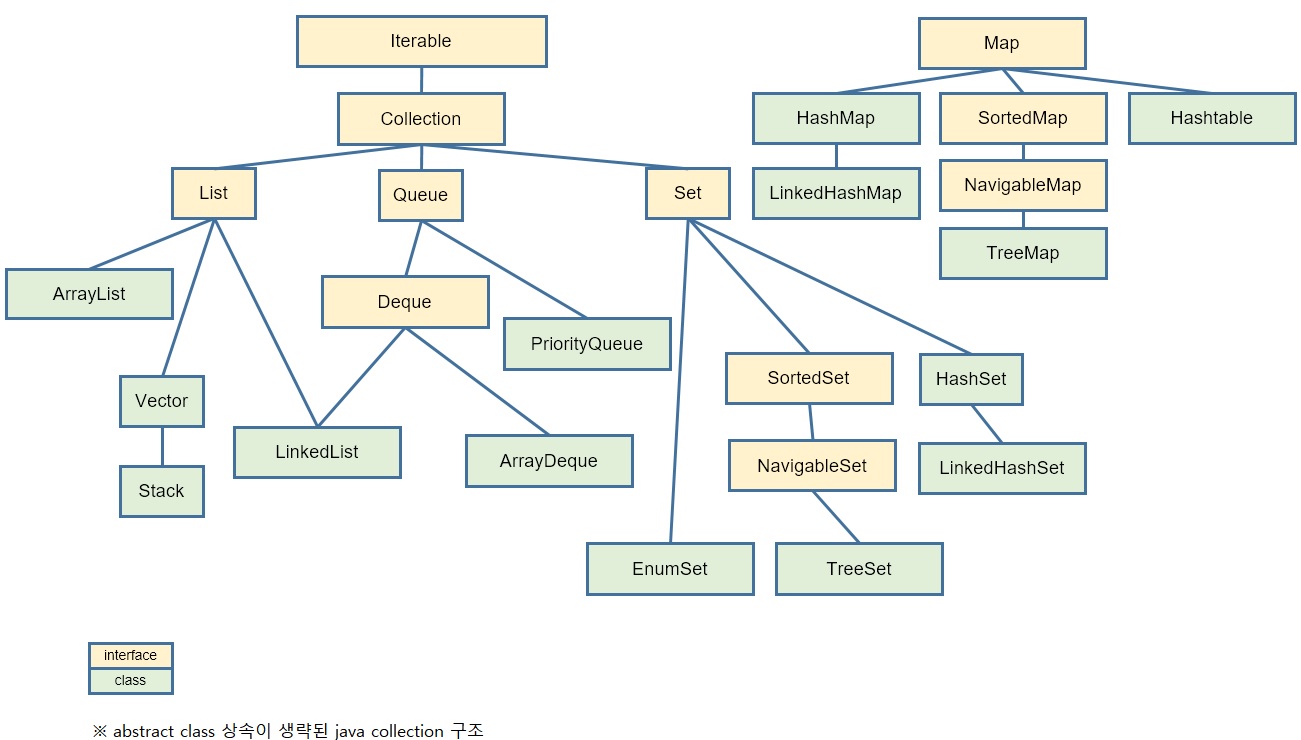 Iterable
Map
Collection
HashMap
SortedMap
Hashtable
List
Queue
Set
LinkedHashMap
NavigableMap
TreeMap
ArrayList
Deque
PriorityQueue
SortedSet
HashSet
Vector
LinkedList
ArrayDeque
NavigableSet
LinkedHashSet
Stack
EnumSet
TreeSet
interface
class
※ abstract class 상속이 생략된 java collection 구조